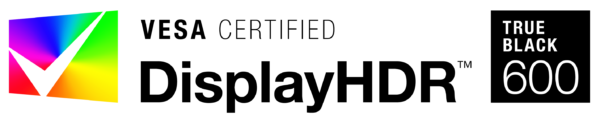 VESA CERTIFIED
DisplayHDR™
TRUE
BLACK
600